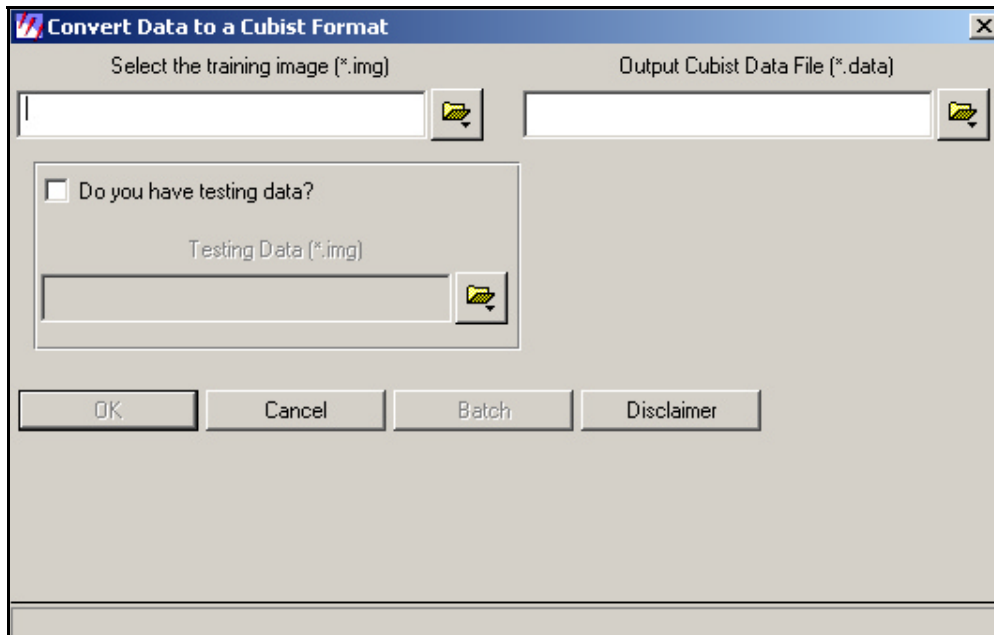 Convert Data to a Cubist Format
Select the training image (*.img)
Output Cubist Data File (*.data)
Do you have testing data?
Testing Data (*.img)
OK
Cancel
Batch
Disclaimer